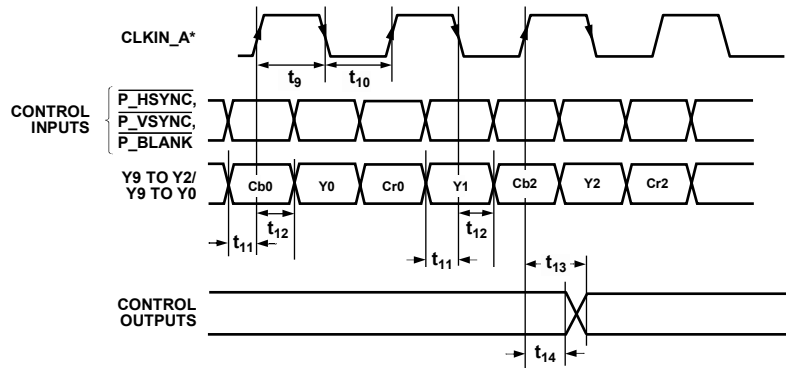 CLKIN_A*
t9
t10
CONTROL INPUTS
P_HSYNC,
P_VSYNC,
P_BLANK
Y9 TO Y2/
Y9 TO Y0
Cb0
Y0
Cr0
Y1
Cb2
Y2
Cr2
t12
t12
t11
t11
t13
CONTROL
OUTPUTS
t14